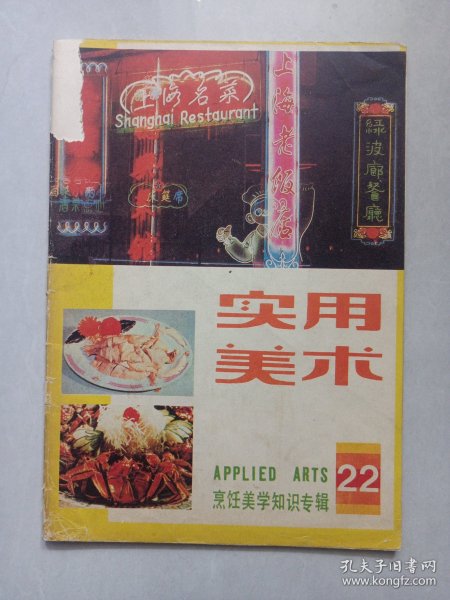 上海名菜
Shanghai Restaurant
上海老饭店
绿波廊餐厅
实用
美术
APPLIED ARTS
22
烹饪美学知识专辑
孔夫子旧书网
www.kongfz.com